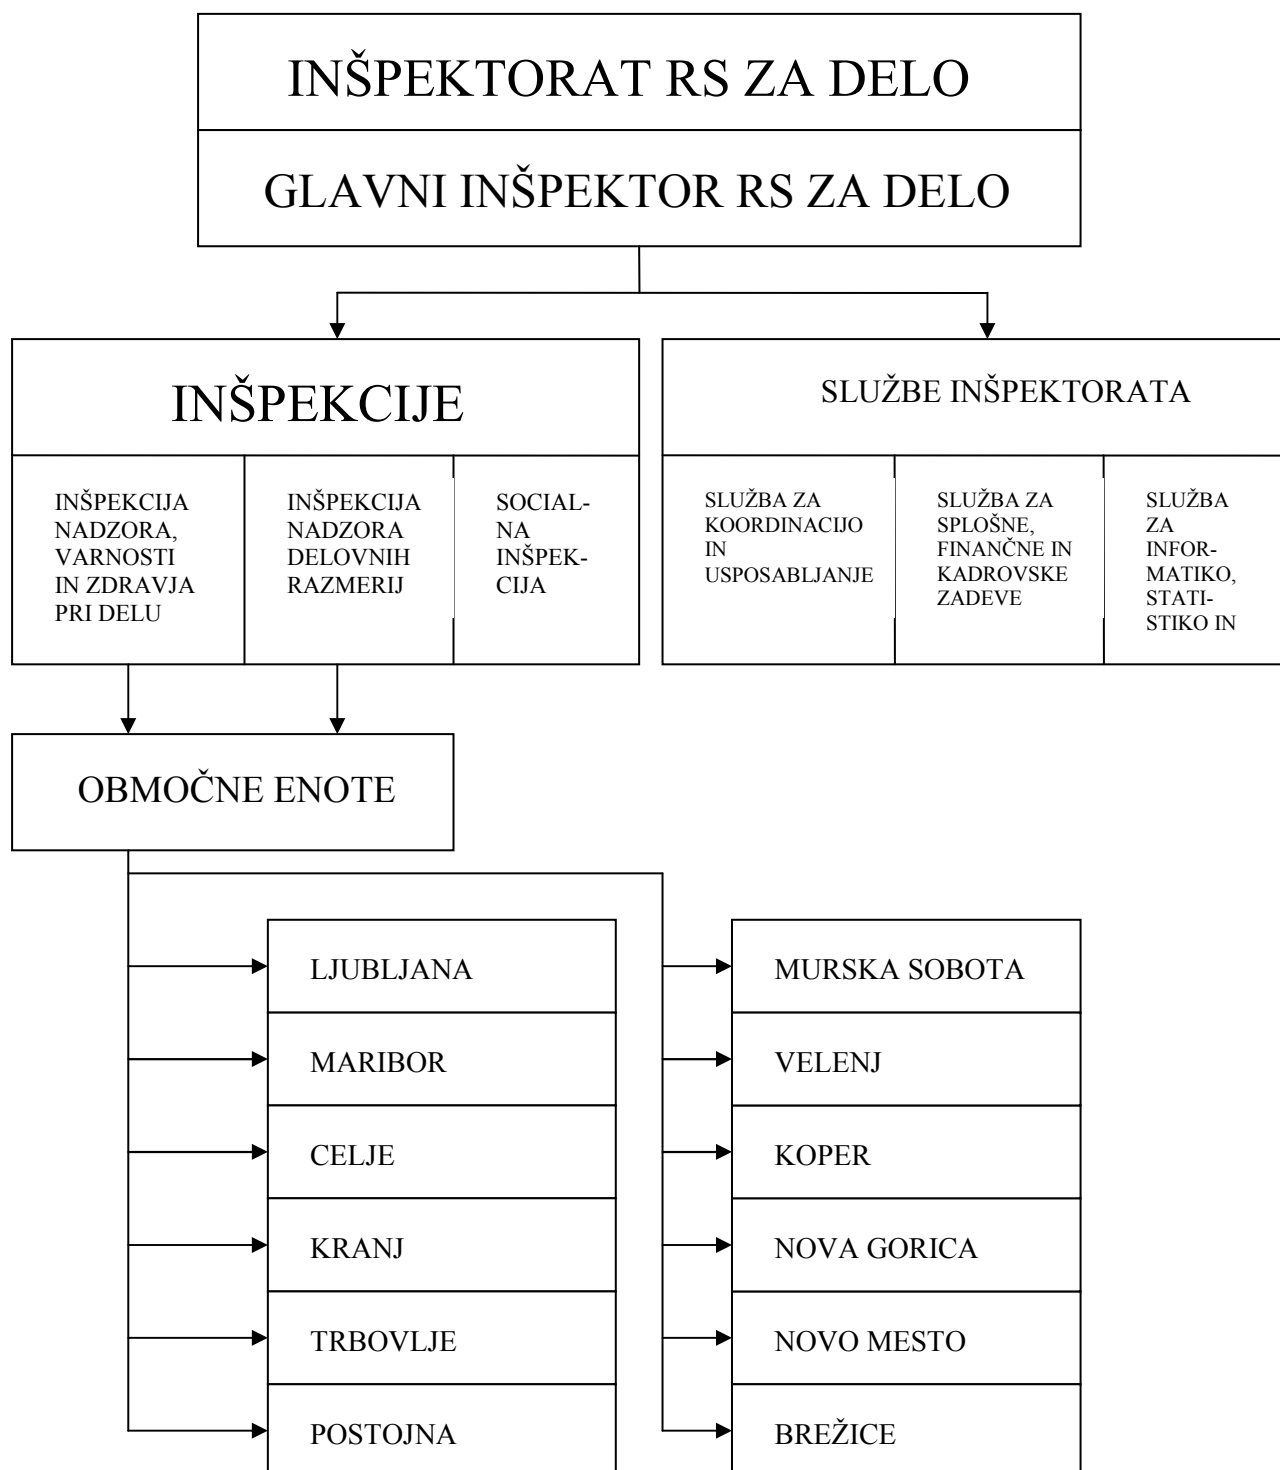 INŠPEKTORAT RS ZA DELO
GLAVNI INŠPEKTOR RS ZA DELO
INŠPEKCIJE
INŠPEKCIJA
NADZORA,
VARNOSTI
IN ZDRAVJA
PRI DELU
INŠPEKCIJA
NADZORA
DELOVNIH
RAZMERIJ
SOCIAL-
NA
INŠPEK-
CIJA
SLUŽBE INŠPEKTORATA
SLUŽBA ZA
KOORDINACIJO
IN
USPOSABLJANJE
SLUŽBA ZA
SPLOŠNE,
FINANČNE IN
KADROVSKE
ZADEVE
SLUŽBA
ZA
INFOR-
MATIKO,
STATI-
STIKO IN
OBMOČNE ENOTE
LJUBLJANA
MARIBOR
CELJE
KRANJ
TRBOVLJE
POSTOJNA
MURSKA SOBOTA
VELENJ
KOPER
NOVA GORICA
NOVO MESTO
BREŽICE